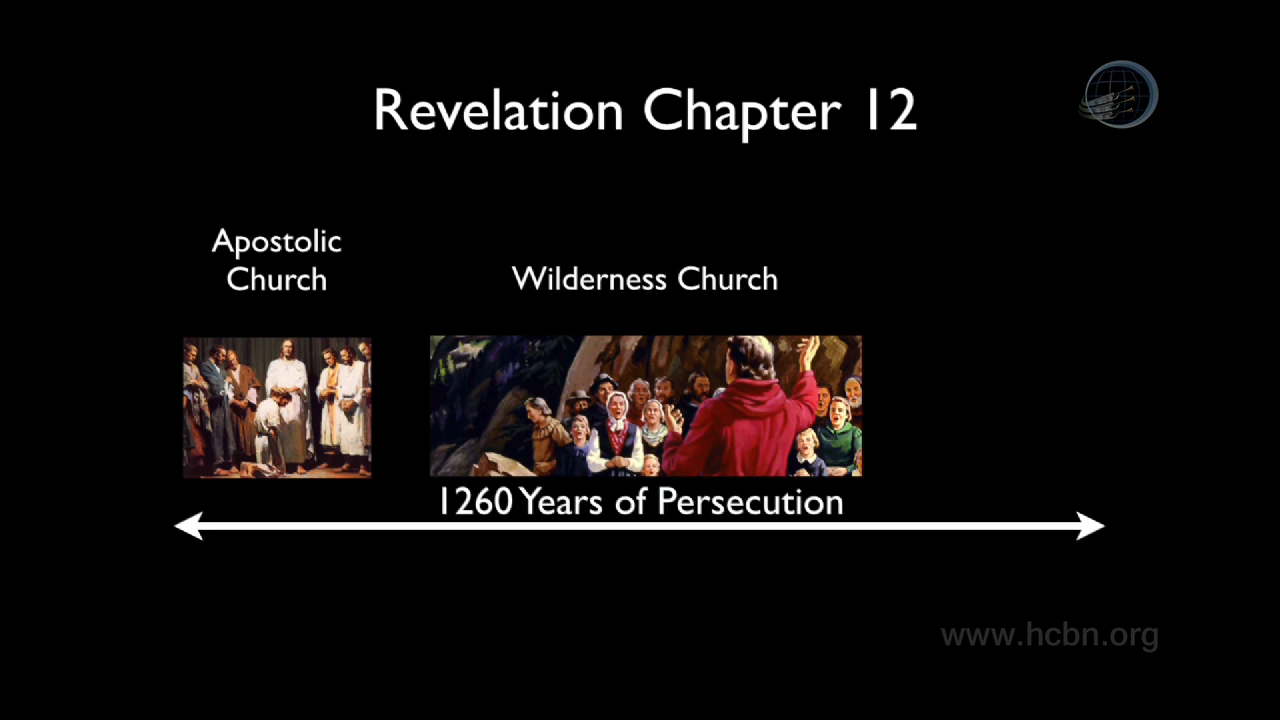 Revelation Chapter 12
Apostolic
Church
Wilderness Church
1260 Years of Persecution
www.hcbn.org